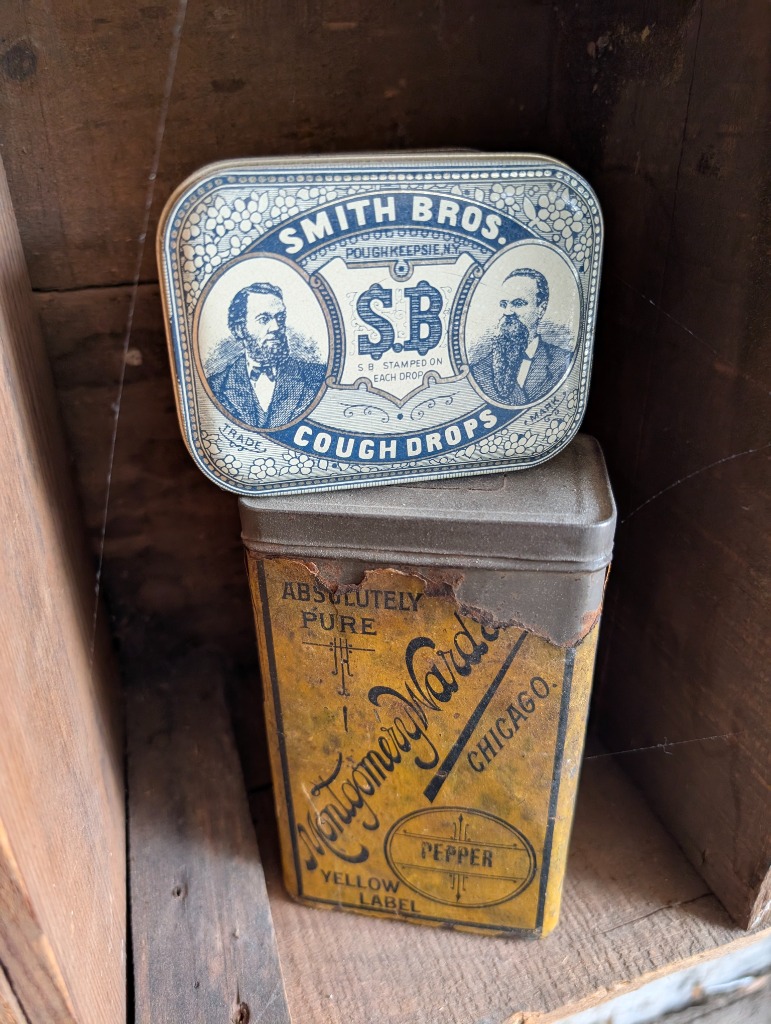 SMITH BROS.
POUGHKEEPSIE, N.Y.
S.B
S.B. STAMPED ON
EACH DROP
TRADE
MARK
COUGH DROPS
ABSOLUTELY
PURE
Montgomery Ward &
CHICAGO.
PEPPER
YELLOW
LABEL